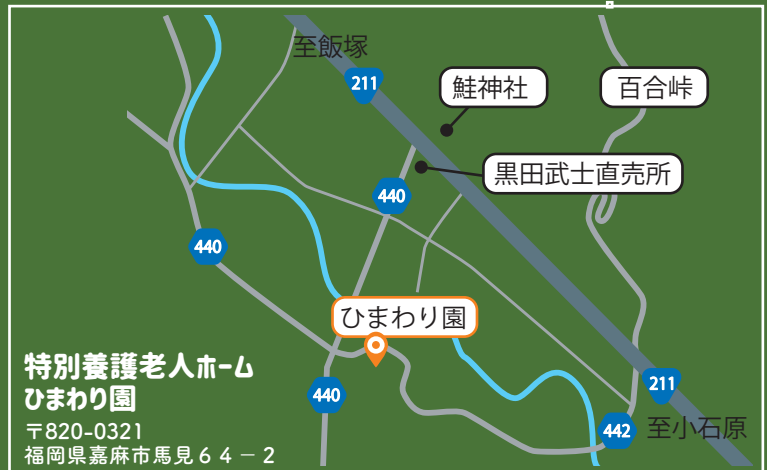 至飯塚
211
鮭神社
百合峠
黒田武士直売所
440
440
ひまわり園
特別養護老人ホーム
ひまわり園
〒820-0321
福岡県嘉麻市馬見６４－２
440
211
442
至小石原